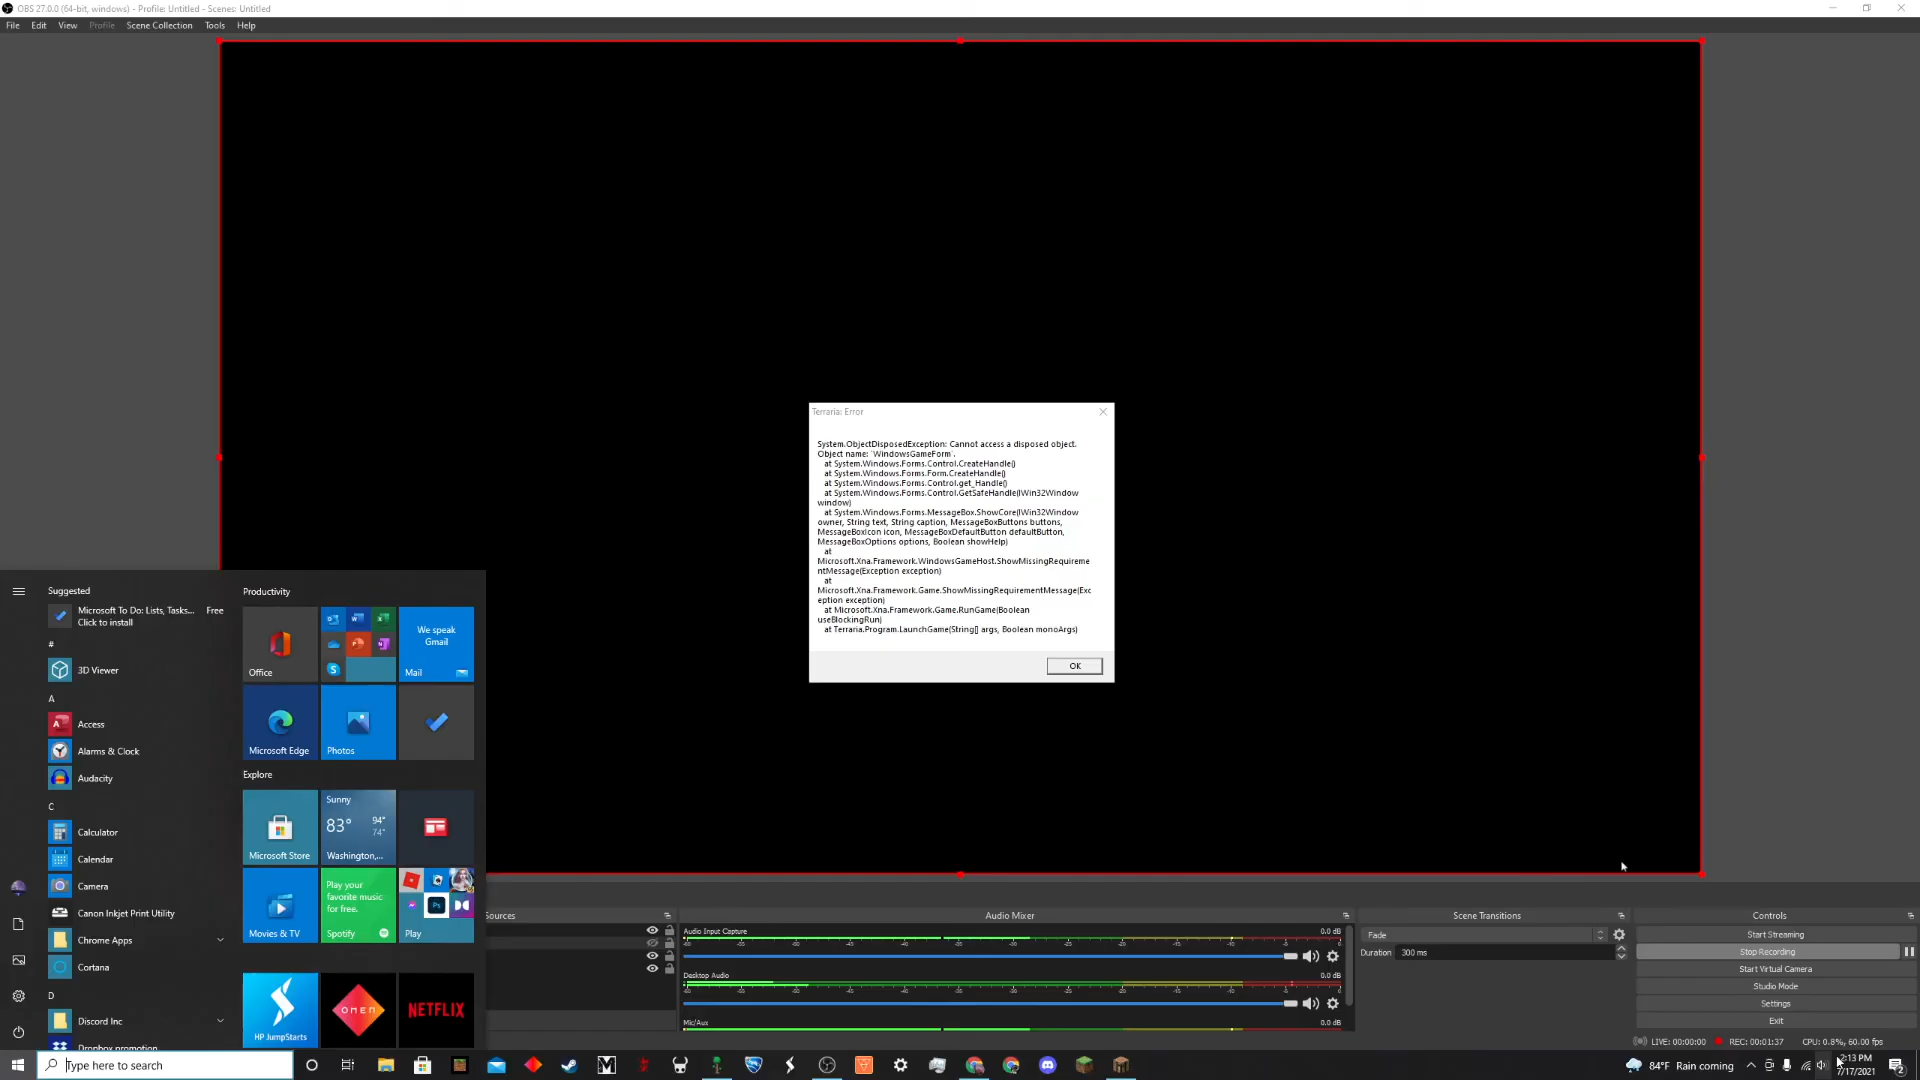 OBS 27.0.0 (64-bit, windows) - Profile: Untitled - Scenes: Untitled
File Edit View Profile Scene Collection Tools Help
Terraria: Error
System.ObjectDisposedException: Cannot access a disposed object.
Object name: 'WindowsGameForm'.
at System.Windows.Forms.Control.CreateHandle()
at System.Windows.Forms.Form.CreateHandle()
at System.Windows.Forms.Control.get_Handle()
at System.Windows.Forms.Control.GetSafeHandle(IWin32Window
window)
at System.Windows.Forms.MessageBox.ShowCore(IWin32Window
owner, String text, String caption, MessageBoxButtons buttons,
MessageBoxIcon icon, MessageBoxDefaultButton defaultButton,
MessageBoxOptions options, Boolean showHelp)
at
Microsoft.Xna.Framework.WindowsGameHost.ShowMissingRequireme
ntMessage(Exception exception)
at
Microsoft.Xna.Framework.Game.ShowMissingRequirementMessage(Exc
eption exception)
at Microsoft.Xna.Framework.Game.RunGame(Boolean
useBlockingRun)
at Terraria.Program.LaunchGame(String[] args, Boolean monoArgs)
OK
Suggested
Microsoft To Do: Lists, Tasks... Free
Click to install
#
3D Viewer
A
Access
Alarms & Clock
Audacity
C
Calculator
Calendar
Camera
Canon Inkjet Print Utility
Chrome Apps
Cortana
D
Discord Inc
Dropbox promotion
Productivity
Office
We speak
Gmail
Mail
Microsoft Edge
Photos
Explore
Microsoft Store
Sunny
83° 94°
74°
Washington,...
Movies & TV
Play your
favorite music
for free.
Spotify
Play
HP JumpStarts
OMEN
NETFLIX
Sources
Audio Mixer
Audio Input Capture 0.0 dB
Desktop Audio 0.0 dB
Mic/Aux 0.0 dB
Scene Transitions
Fade
Duration 300 ms
Controls
Start Streaming
Stop Recording
Start Virtual Camera
Studio Mode
Settings
Exit
LIVE: 00:00:00 REC: 00:01:37 CPU: 0.8%, 60.00 fps
Type here to search
84°F Rain coming
2:13 PM
7/17/2021